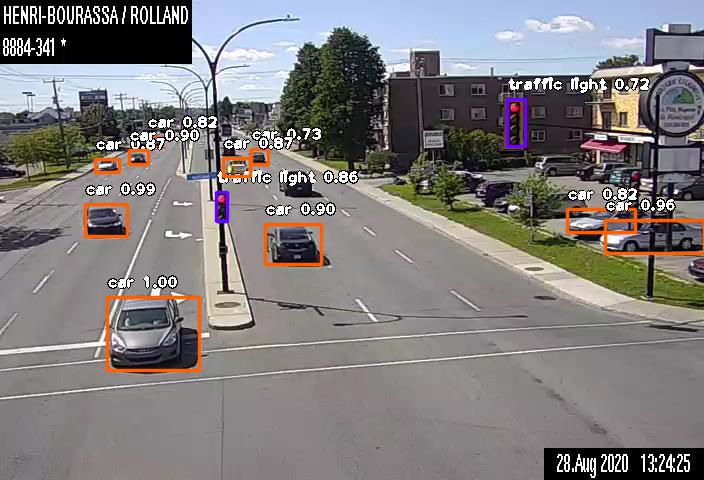 HENRI-BOURASSA / ROLLAND
8884-341 *
traffic light 0.72
car 0.82
car 0.90
car 0.87
car 0.73
car 0.87
traffic light 0.86
car 0.99
car 0.90
car 0.82
car 0.96
car 1.00
28.Aug 2020 13:24:25